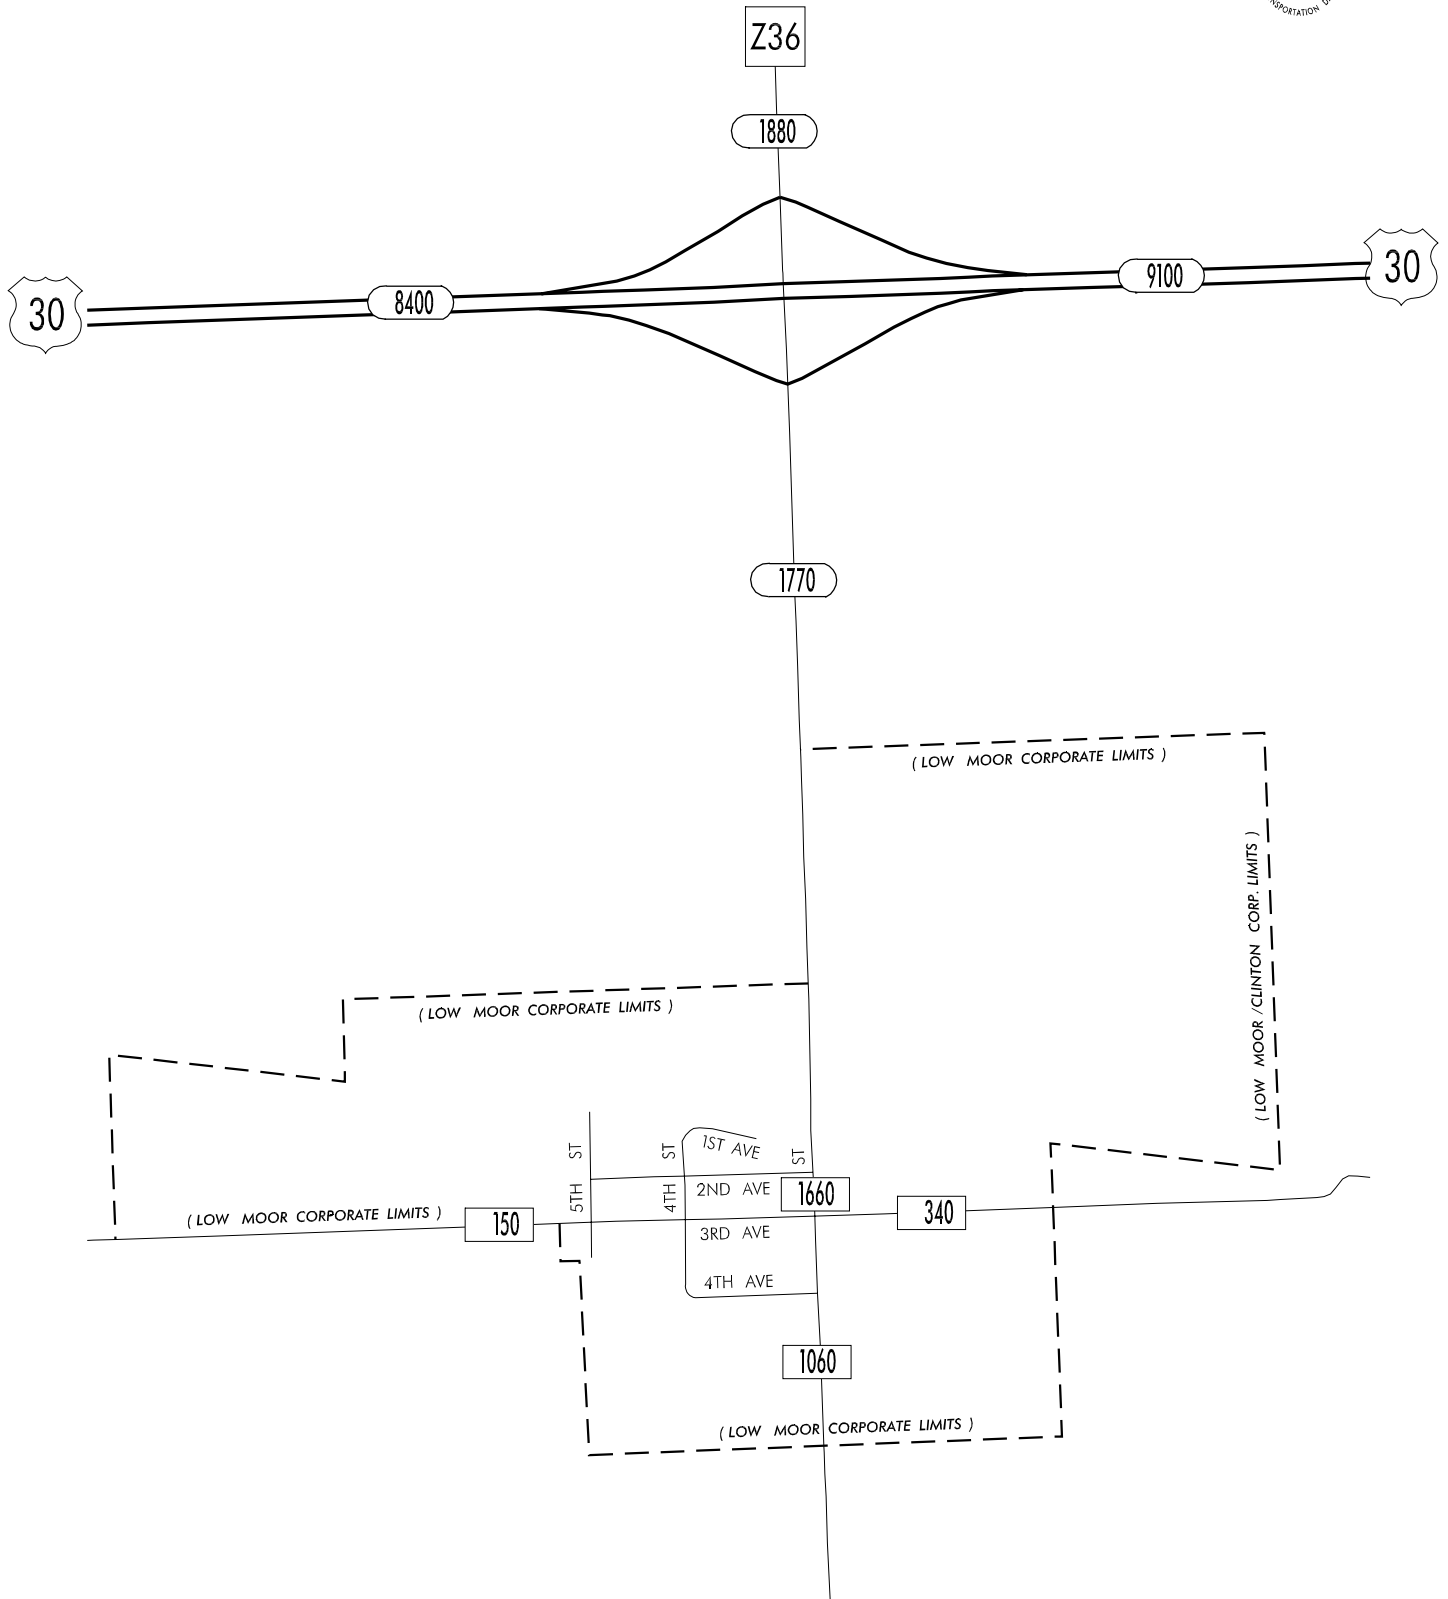 Z36
1880
30
9100
30
8400
1770
( LOW MOOR CORPORATE LIMITS )
( LOW MOOR /CLINTON CORP. LIMITS )
( LOW MOOR CORPORATE LIMITS )
5TH ST
4TH ST
1ST AVE
ST
2ND AVE
1660
( LOW MOOR CORPORATE LIMITS )
150
340
3RD AVE
4TH AVE
1060
( LOW MOOR CORPORATE LIMITS )